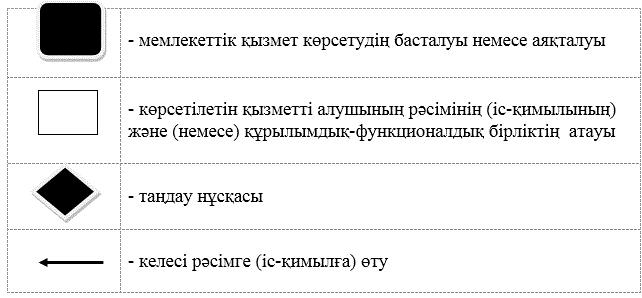 - мемлекеттік қызмет көрсетудің басталуы немесе аяқталуы
- көрсетілетін қызметті алушының рәсімінің (іс-қимылының)
және (немесе) құрылымдық-функционалдық бірліктің атауы
- таңдау нұсқасы
- келесі рәсімге (іс-қимылға) өту